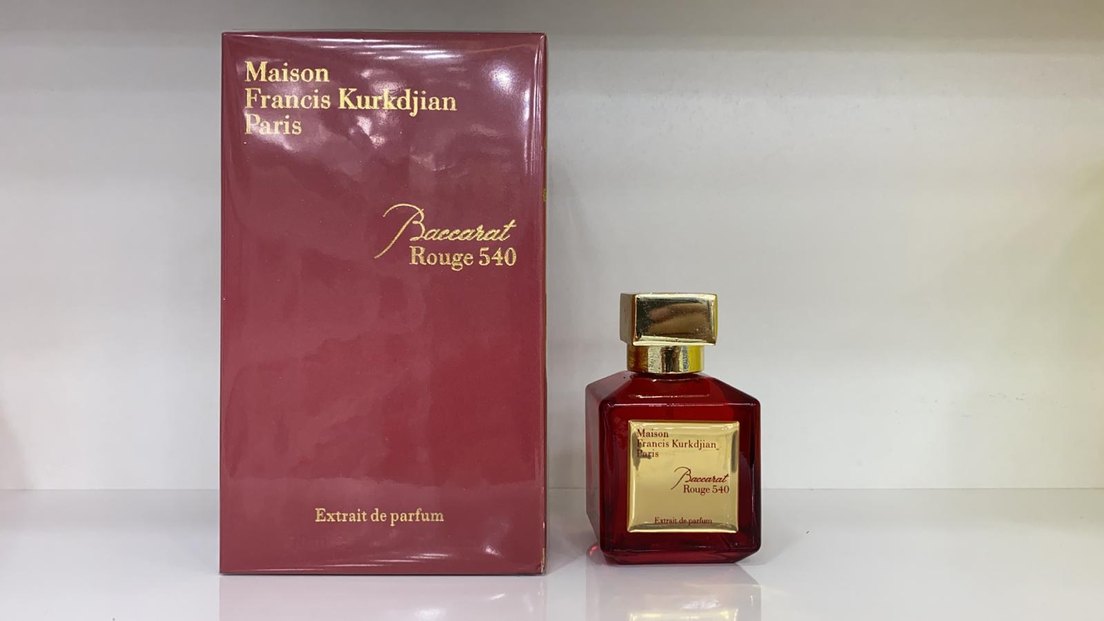 Maison
Francis Kurkdjian
Paris
Baccarat
Rouge 540
Extrait de parfum
Maison
Francis Kurkdjian
Paris
Baccarat
Rouge 540
Extrait de parfum